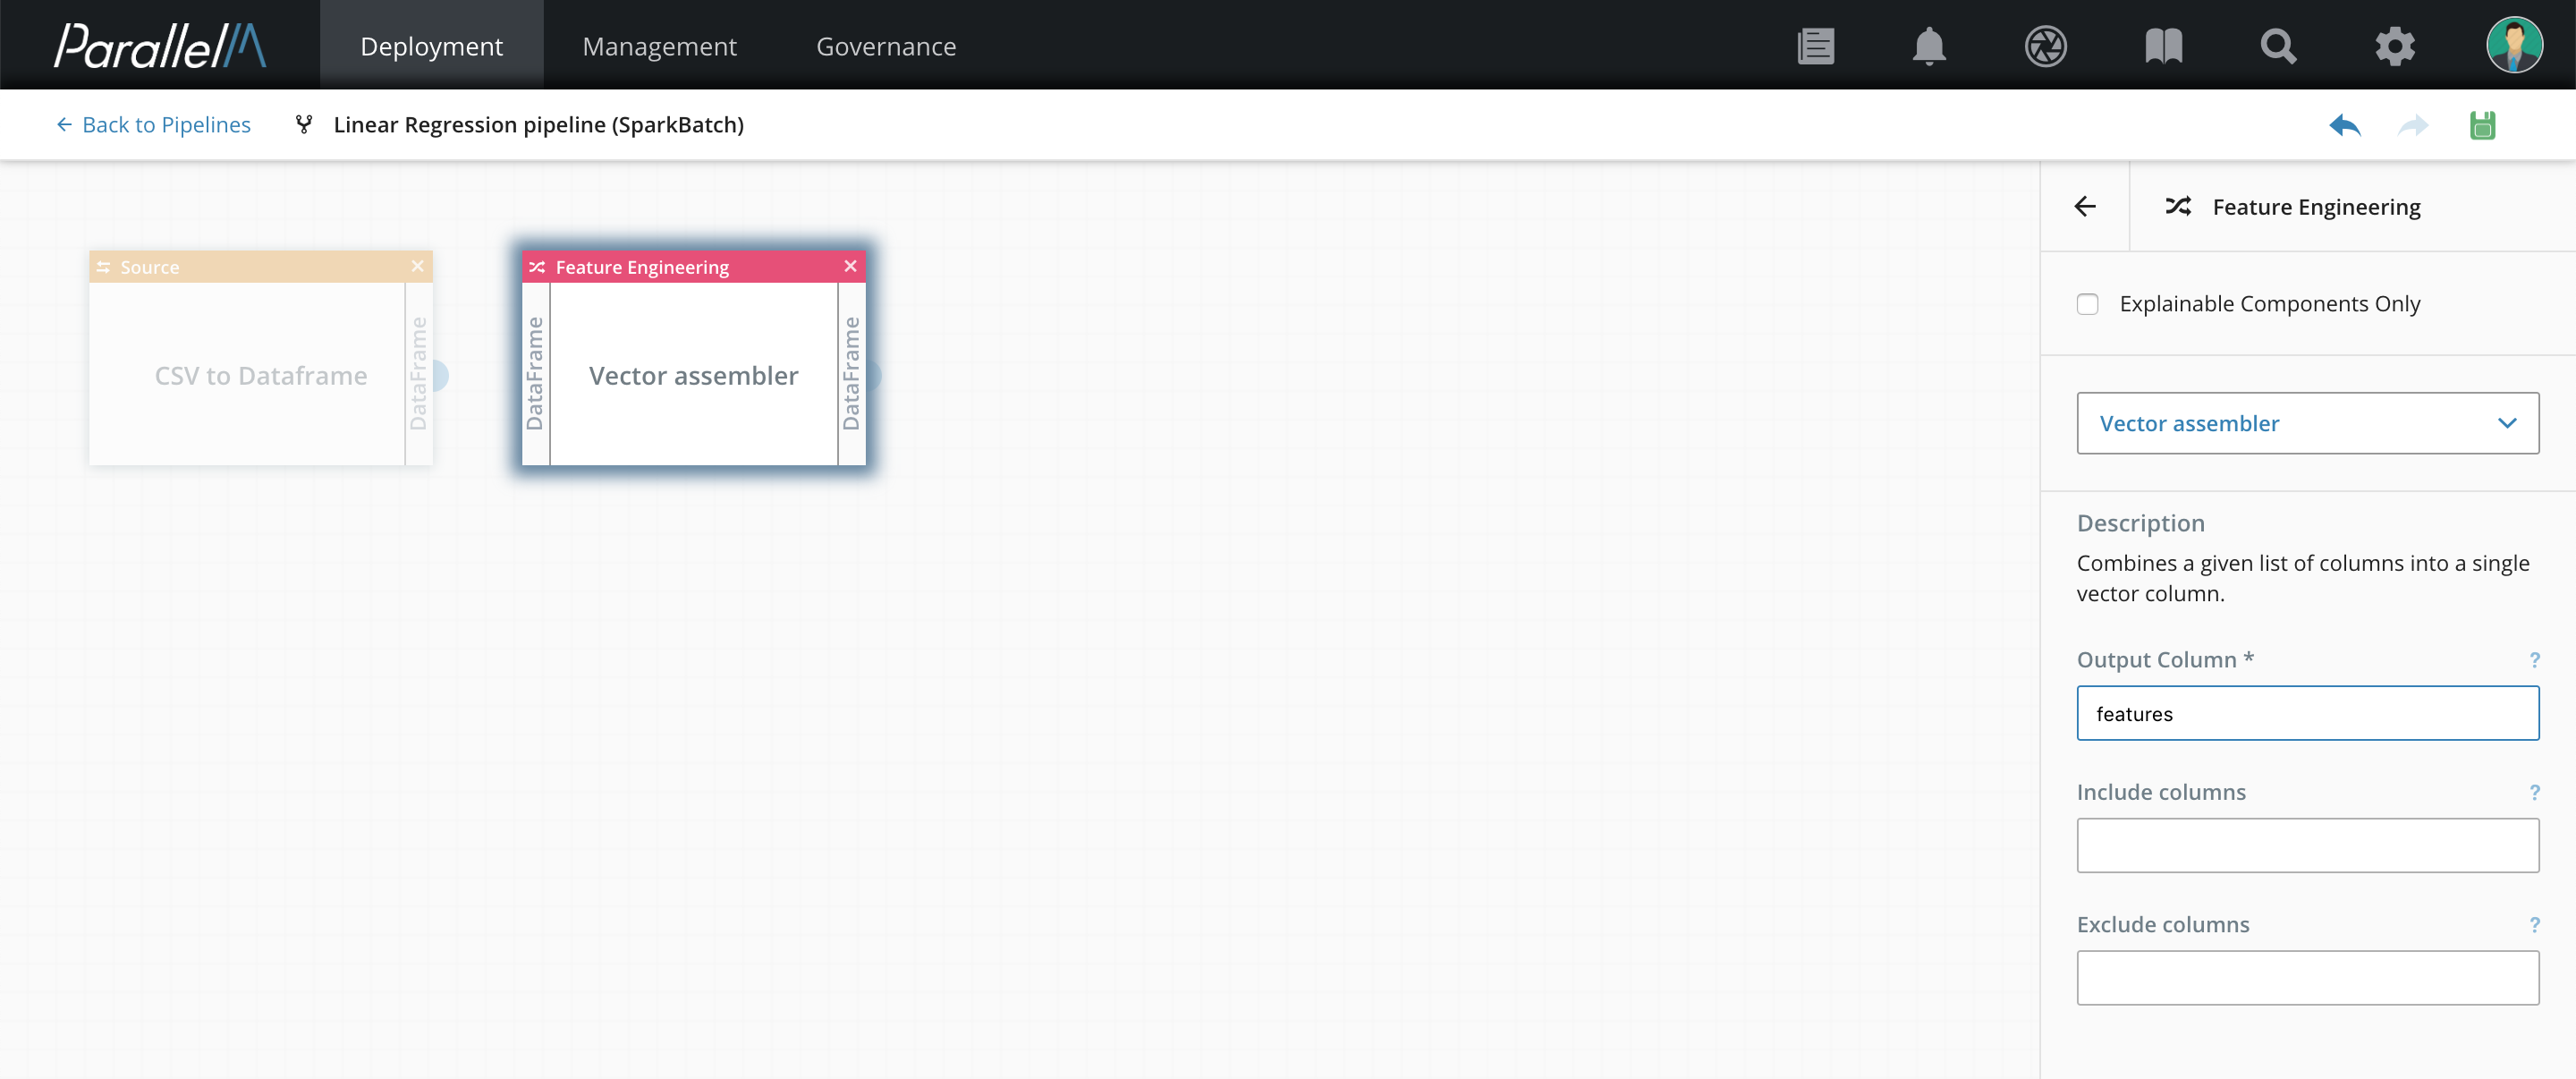 ParallelM
Deployment
Management
Governance
← Back to Pipelines
Linear Regression pipeline (SparkBatch)
Source
CSV to Dataframe
DataFrame
Feature Engineering
DataFrame
Vector assembler
DataFrame
Feature Engineering
Explainable Components Only
Vector assembler
Description
Combines a given list of columns into a single
vector column.
Output Column * ?
features
Include columns ?
Exclude columns ?